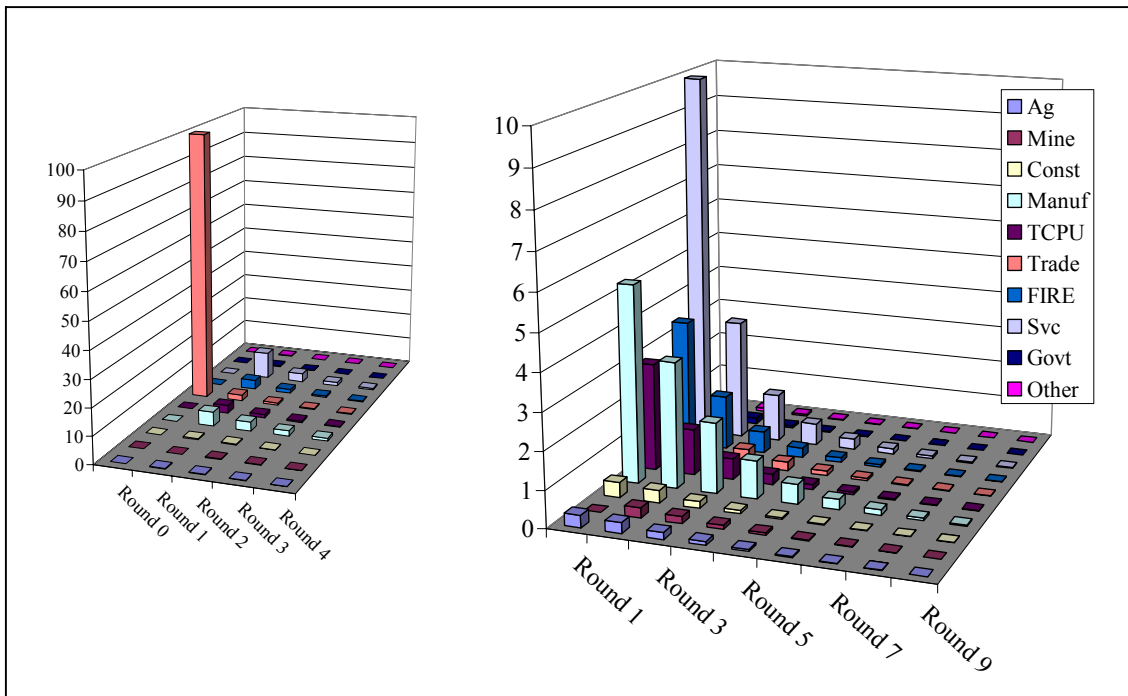 100
90
80
70
60
50
40
30
20
10
0
Round 0
Round 1
Round 2
Round 3
Round 4
10
9
8
7
6
5
4
3
2
1
0
Round 1
Round 3
Round 5
Round 7
Round 9
Ag
Mine
Const
Manuf
TCPU
Trade
FIRE
Svc
Govt
Other